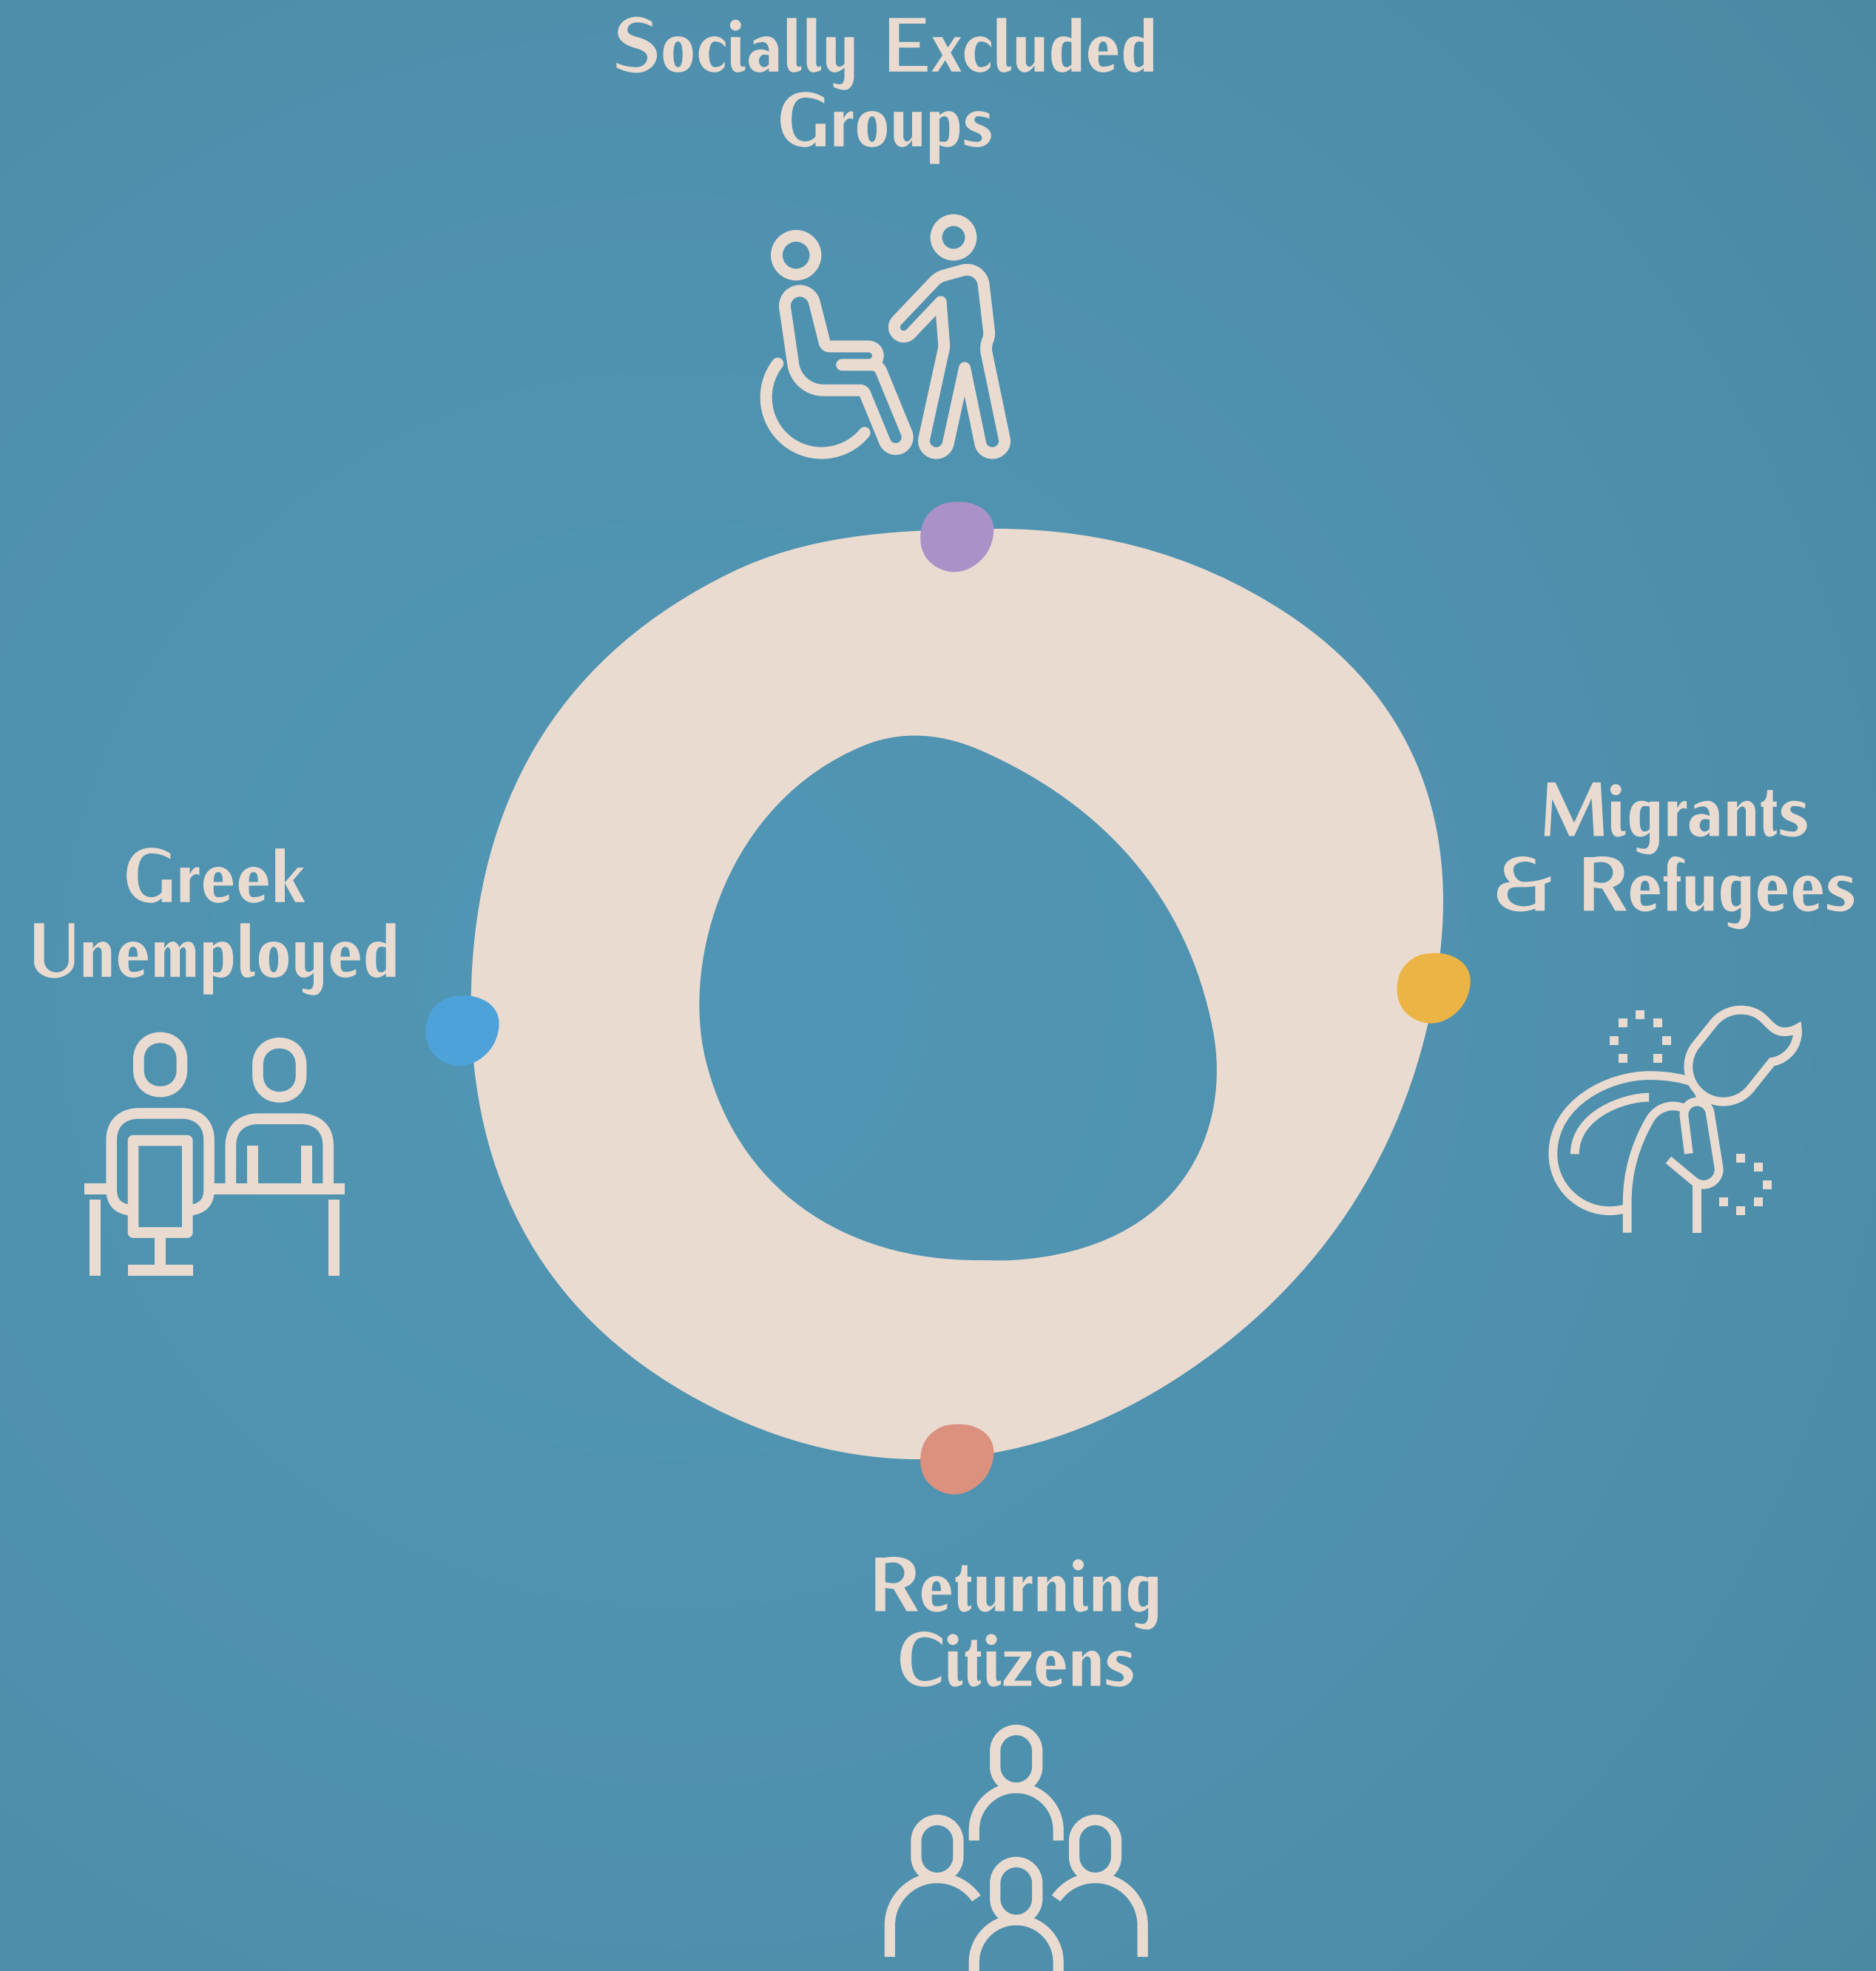 Socially Excluded
Groups
Migrants
& Refugees
Greek
Unemployed
Returning
Citizens